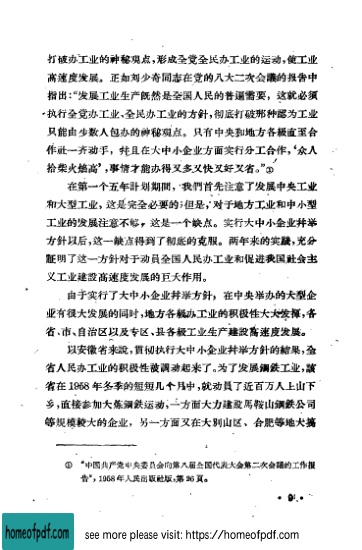 打破办工业的神秘观点，形成全党全民办工业的运动，使工业
高速度发展。正如刘少奇同志在党的八大二次会議的报告中
指出：“发展工业生产既然是全国人民的普遍需要，这就必须
执行全党办工业、全民办工业的方針，彻底打破那种認为工业
只能由少数人包办的神秘观点。只有中央和地方各級直至合
作社一齐动手，并且在大中小企业方面实行分工合作，‘众人
拾柴火焰高’，事情才能办得又多又快又好又省。”①
在第一个五年計划期間，我們首先注意了发展中央工业
和大型工业，这是完全必要的；但是，对于地方工业和中小型
工业的发展注意不够，这是一个缺点。实行大中小企业并举
方針以后，这一缺点得到了彻底的克服。两年来的实踐，充分
証明了这一方針对于动員全国人民办工业和促进我国社会主
义工业建設高速度发展的巨大作用。
由于实行了大中小企业并举方針，在中央举办的大型企
业有很大发展的同时，地方各級办工业的积极性大大发揮，各
省、市、自治区以及专区、县各級工业生产建設高速度发展。
以安徽省来說，貫彻执行大中小企业并举方針的結果，全
省人民办工业的积极性被調动起来了。为了发展鋼鉄工业，該
省在1958年冬季的短短几个月中，就动員了近百万人上山下
乡，直接参加大炼鋼鉄运动，一方面大力建設馬鞍山鋼鉄公司
等規模較大的企业，另一方面又在大别山区、合肥等地大搞
① “中国共产党中央委员会向第八届全国代表大会第二次会議的工作报
告”，1958年人民出版社版，第36頁。
• 9 •
homeofpdf.com
see more please visit: https://homeofpdf.com